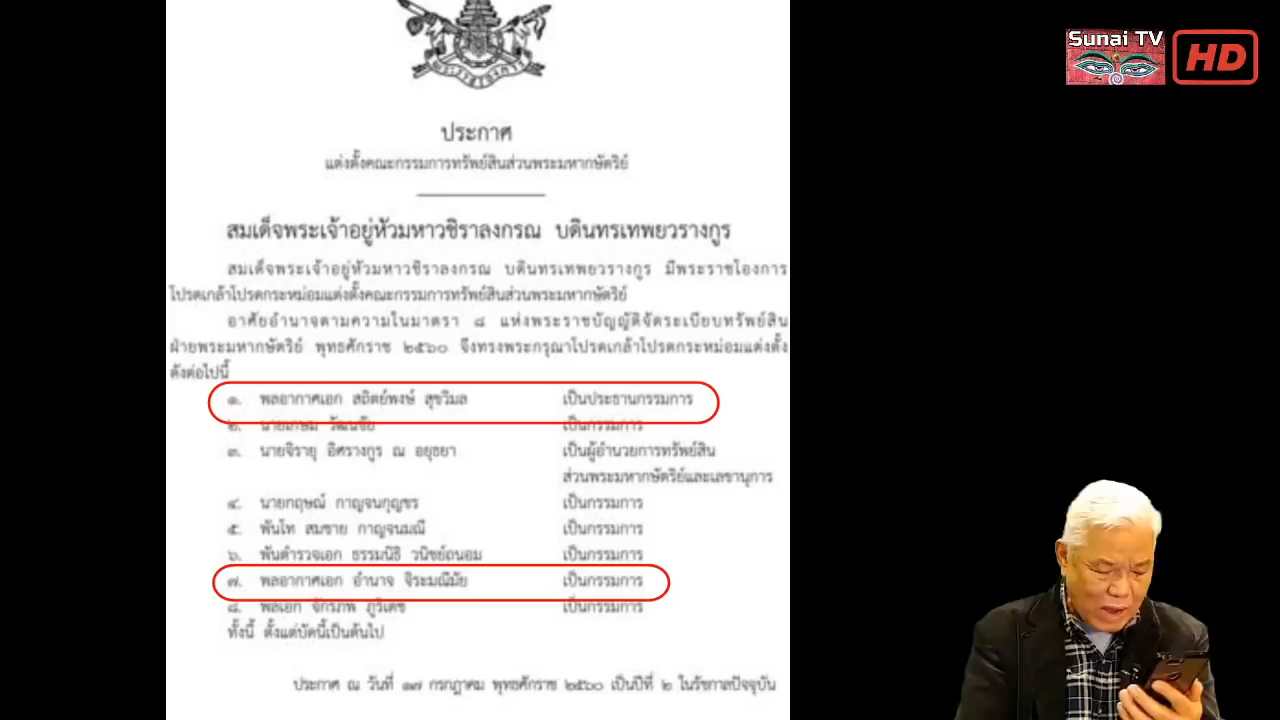 Sunai TV
HD
ประกาศ
แต่งตั้งคณะกรรมการทรัพย์สินส่วนพระมหากษัตริย์
สมเด็จพระเจ้าอยู่หัวมหาวชิราลงกรณ บดินทรเทพยวรางกูร
สมเด็จพระเจ้าอยู่หัวมหาวชิราลงกรณ บดินทรเทพยวรางกูร มีพระราชโองการ
โปรดเกล้าโปรดกระหม่อมแต่งตั้งคณะกรรมการทรัพย์สินส่วนพระมหากษัตริย์
อาศัยอำนาจตามความในมาตรา ๘ แห่งพระราชบัญญัติจัดระเบียบทรัพย์สิน
ฝ่ายพระมหากษัตริย์ พุทธศักราช ๒๕๖๐ จึงทรงพระกรุณาโปรดเกล้าโปรดกระหม่อมแต่งตั้ง
ดังต่อไปนี้
๑. พลอากาศเอก สถิตย์พงษ์ สุขวิมล เป็นประธานกรรมการ
๒. นายเกษม วัฒนชัย เป็นกรรมการ
๓. นายจิรายุ อิศรางกูร ณ อยุธยา เป็นผู้อำนวยการทรัพย์สิน
ส่วนพระมหากษัตริย์และเลขานุการ
๔. นายกฤษณ์ กาญจนกุญชร เป็นกรรมการ
๕. พันโท สมชาย กาญจนมณี เป็นกรรมการ
๖. พันตำรวจเอก ธรรมนิธิ วนิชย์ถนอม เป็นกรรมการ
๗. พลอากาศเอก อำนาจ จิระมณีมัย เป็นกรรมการ
๘. พลเอก จักรภพ ภูริเดช เป็นกรรมการ
ทั้งนี้ ตั้งแต่บัดนี้เป็นต้นไป
ประกาศ ณ วันที่ ๑๗ กรกฎาคม พุทธศักราช ๒๕๖๐ เป็นปีที่ ๒ ในรัชกาลปัจจุบัน